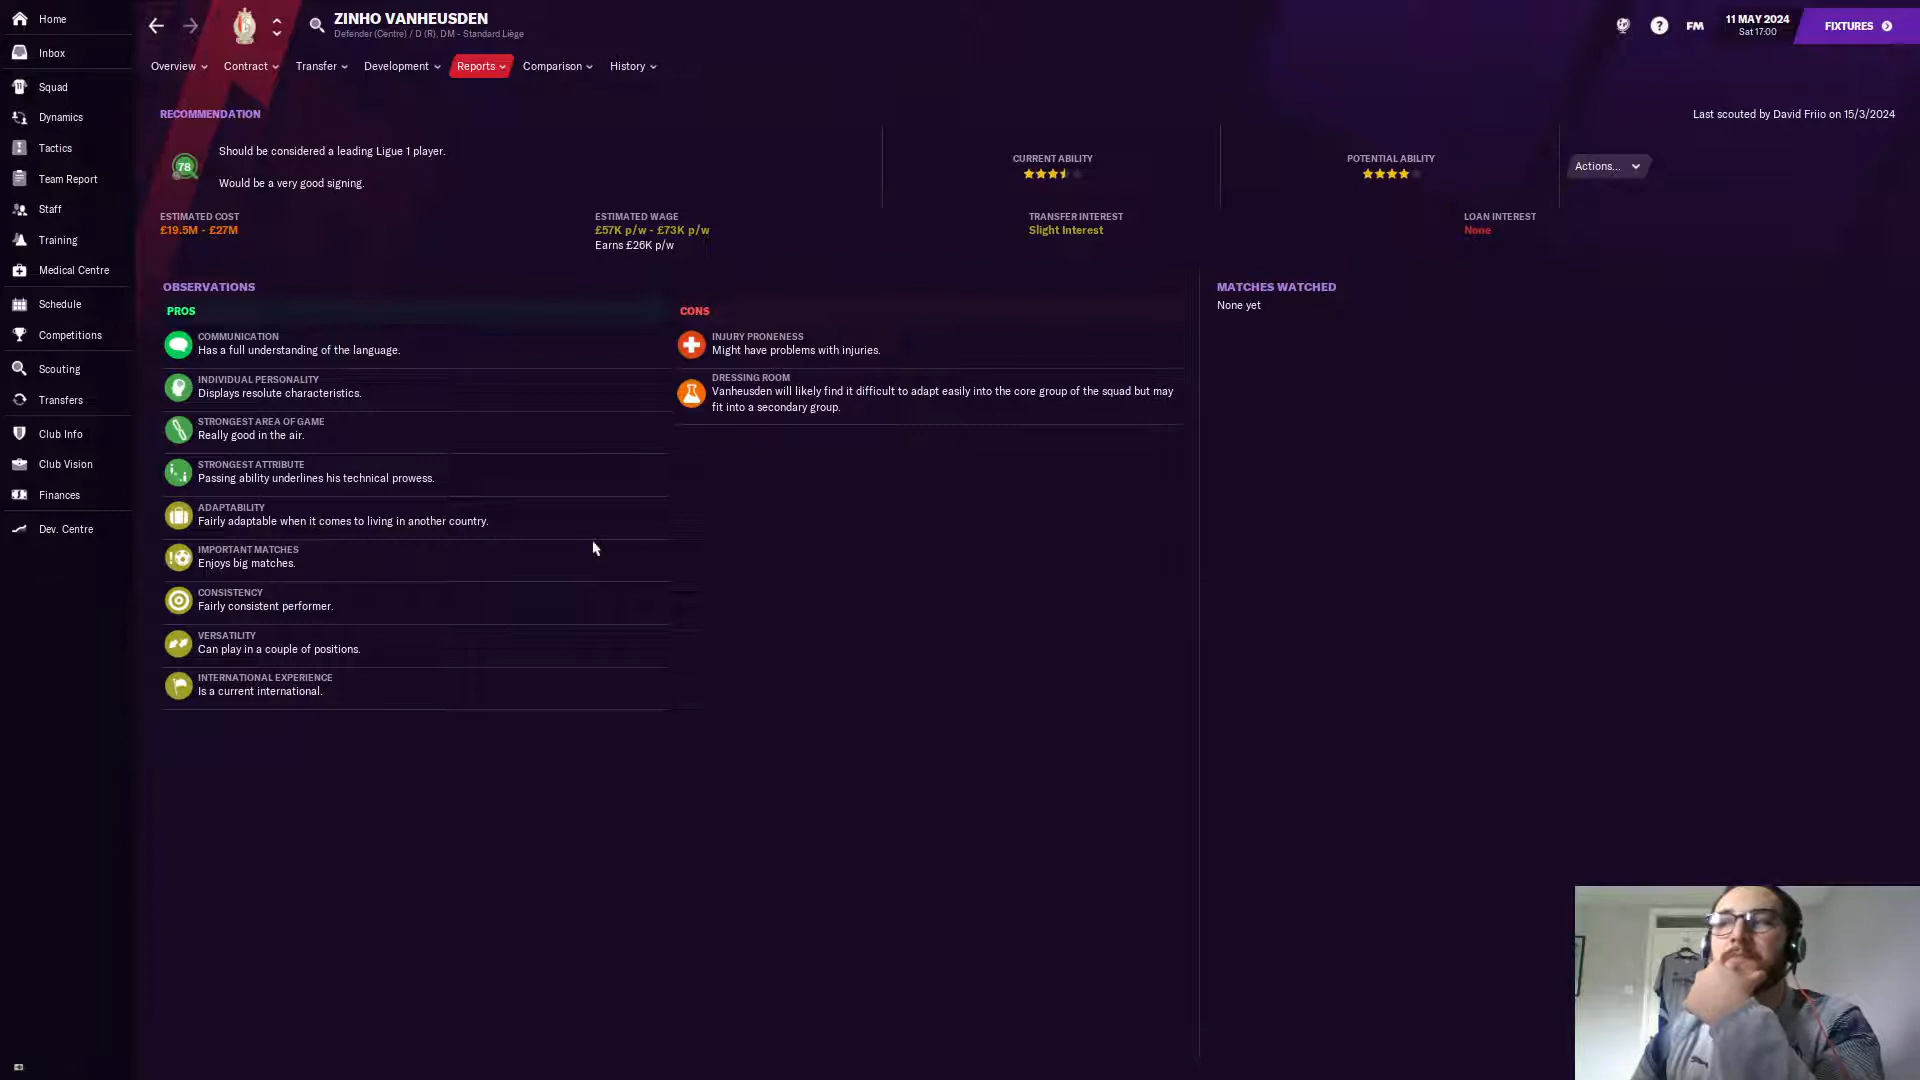 Home
Inbox
Squad
Dynamics
Tactics
Team Report
Staff
Training
Medical Centre
Schedule
Competitions
Scouting
Transfers
Club Info
Club Vision
Finances
Dev. Centre
ZINHO VANHEUSDEN
Defender (Centre) / D (R), DM - Standard Liège
FM
11 MAY 2024
Sat 17:00
FIXTURES
Overview
Contract
Transfer
Development
Reports
Comparison
History
RECOMMENDATION
Last scouted by David Friio on 15/3/2024
78
Should be considered a leading Ligue 1 player.
Would be a very good signing.
CURRENT ABILITY
POTENTIAL ABILITY
Actions...
ESTIMATED COST
£19.5M - £27M
ESTIMATED WAGE
£57K p/w - £73K p/w
Earns £26K p/w
TRANSFER INTEREST
Slight Interest
LOAN INTEREST
None
OBSERVATIONS
PROS
COMMUNICATION
Has a full understanding of the language.
INDIVIDUAL PERSONALITY
Displays resolute characteristics.
STRONGEST AREA OF GAME
Really good in the air.
STRONGEST ATTRIBUTE
Passing ability underlines his technical prowess.
ADAPTABILITY
Fairly adaptable when it comes to living in another country.
IMPORTANT MATCHES
Enjoys big matches.
CONSISTENCY
Fairly consistent performer.
VERSATILITY
Can play in a couple of positions.
INTERNATIONAL EXPERIENCE
Is a current international.
CONS
INJURY PRONENESS
Might have problems with injuries.
DRESSING ROOM
Vanheusden will likely find it difficult to adapt easily into the core group of the squad but may
fit into a secondary group.
MATCHES WATCHED
None yet